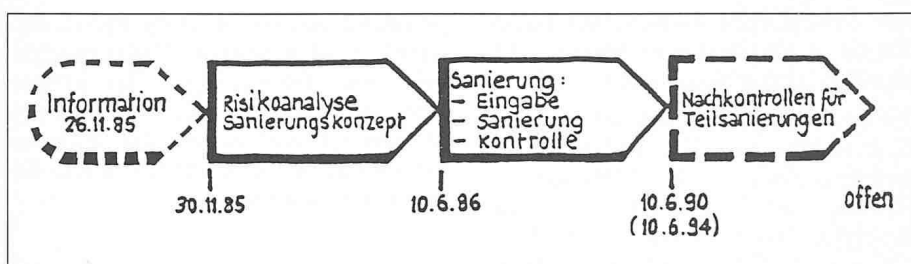 Information
26.11.85
Risikoanalyse
Sanierungskonzept
Sanierung:
- Eingabe
- Sanierung
- Kontrolle
Nachkontrollen für
Teilsanierungen
30.11.85
10.6.86
10.6.90
(10.6.94)
offen